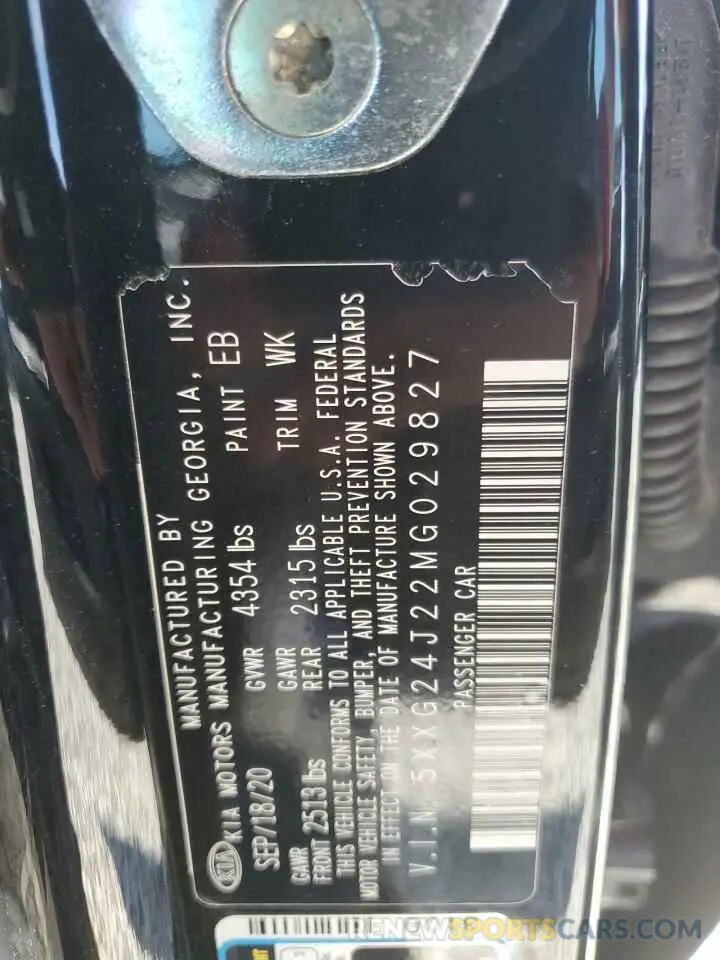 MANUFACTURED BY
KIA KIA MOTORS MANUFACTURING GEORGIA, INC.
SEP/18/20 GVWR 4354 lbs PAINT EB
GAWR FRONT 2513 lbs GAWR REAR 2315 lbs TRIM WK
THIS VEHICLE CONFORMS TO ALL APPLICABLE U.S.A. FEDERAL
MOTOR VEHICLE SAFETY, BUMPER, AND THEFT PREVENTION STANDARDS
IN EFFECT ON THE DATE OF MANUFACTURE SHOWN ABOVE.
V.I.N. 5XXG24J22MG029827
PASSENGER CAR
RENEWSPORTSCARS.COM